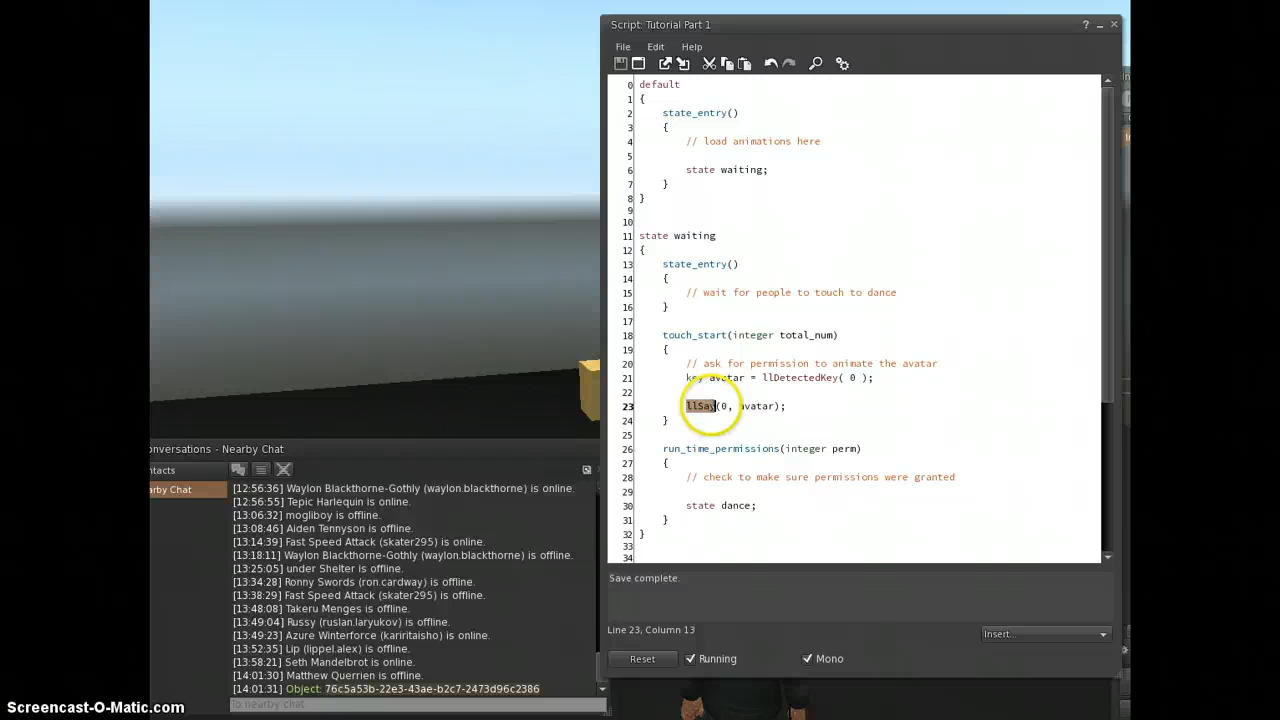 Script: Tutorial Part 1
File Edit Help
0 default
1 {
2 state_entry()
3 {
4 // load animations here
5
6 state waiting;
7 }
8 }
9
10
11 state waiting
12 {
13 state_entry()
14 {
15 // wait for people to touch to dance
16 }
17
18 touch_start(integer total_num)
19 {
20 // ask for permission to animate the avatar
21 key avatar = llDetectedKey( 0 );
22
23 llSay(0, avatar);
24 }
25
26 run_time_permissions(integer perm)
27 {
28 // check to make sure permissions were granted
29
30 state dance;
31 }
32 }
33
34
Save complete.
Line 23, Column 13
Insert...
Reset Running Mono
onversations - Nearby Chat
ntacts
arby Chat
[12:56:36] Waylon Blackthorne-Gothly (waylon.blackthorne) is online.
[12:56:55] Tepic Harlequin is online.
[13:06:32] mogliboy is offline.
[13:08:46] Aiden Tennyson is offline.
[13:14:39] Fast Speed Attack (skater295) is online.
[13:18:11] Waylon Blackthorne-Gothly (waylon.blackthorne) is offline.
[13:25:05] under Shelter is offline.
[13:34:28] Ronny Swords (ron.cardway) is offline.
[13:38:29] Fast Speed Attack (skater295) is offline.
[13:48:08] Takeru Menges is offline.
[13:49:04] Russy (ruslan.laryukov) is offline.
[13:49:23] Azure Winterforce (kariritaisho) is online.
[13:52:35] Lip (lippel.alex) is offline.
[13:58:21] Seth Mandelbrot is online.
[14:01:30] Matthew Querrien is offline.
[14:01:31] Object: 76c5a53b-22e3-43ae-b2c7-2473d96c2386
To nearby chat
Screencast-O-Matic.com